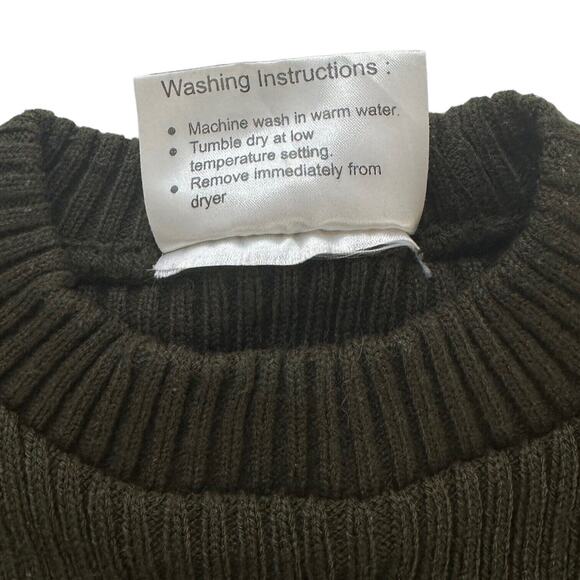 Washing Instructions :
● Machine wash in warm water.
● Tumble dry at low
temperature setting.
● Remove immediately from
dryer